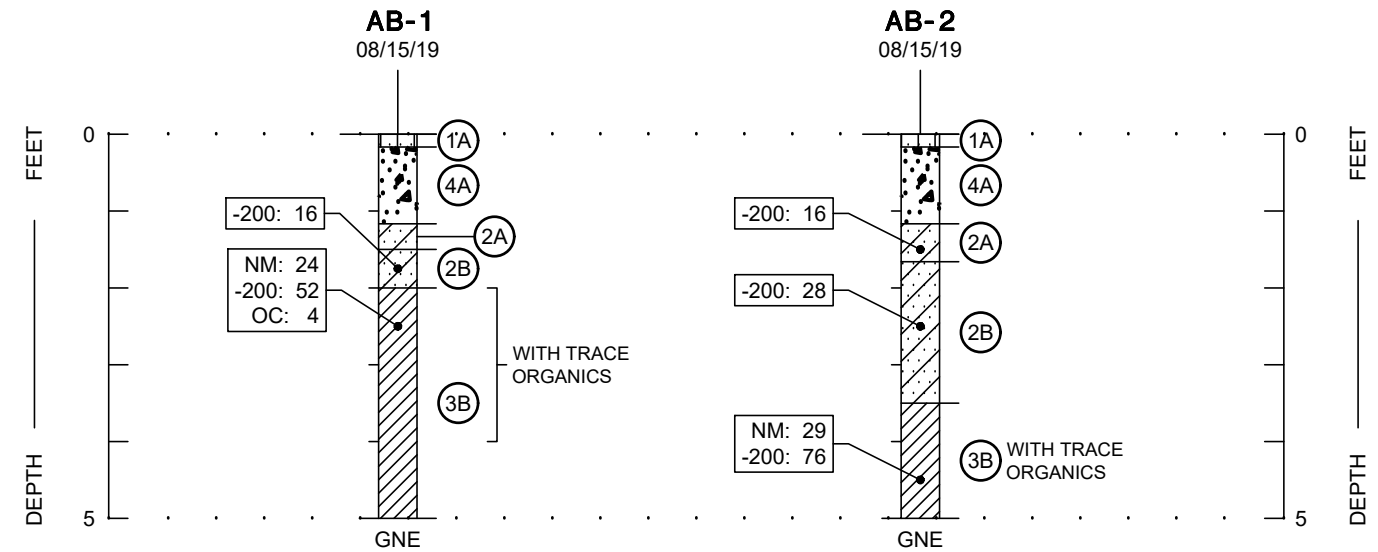 AB-1
08/15/19
AB-2
08/15/19
FEET
0
1A
4A
-200: 16
2A
2B
NM: 24
-200: 52
OC: 4
WITH TRACE
ORGANICS
3B
DEPTH
5
GNE
1A
4A
-200: 16
2A
-200: 28
2B
NM: 29
-200: 76
3B
WITH TRACE
ORGANICS
GNE
0
FEET
DEPTH
5